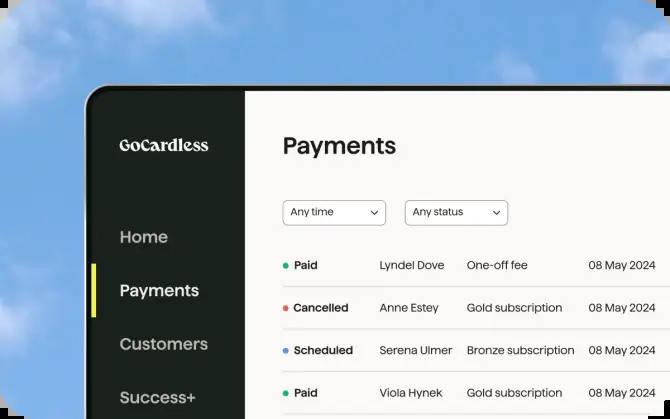 GoCardless
Home
Payments
Customers
Success+
Payments
Any time
Any status
Paid Lyndel Dove One-off fee 08 May 2024
Cancelled Anne Estey Gold subscription 08 May 2024
Scheduled Serena Ulmer Bronze subscription 08 May 2024
Paid Viola Hynek Gold subscription 08 May 2024